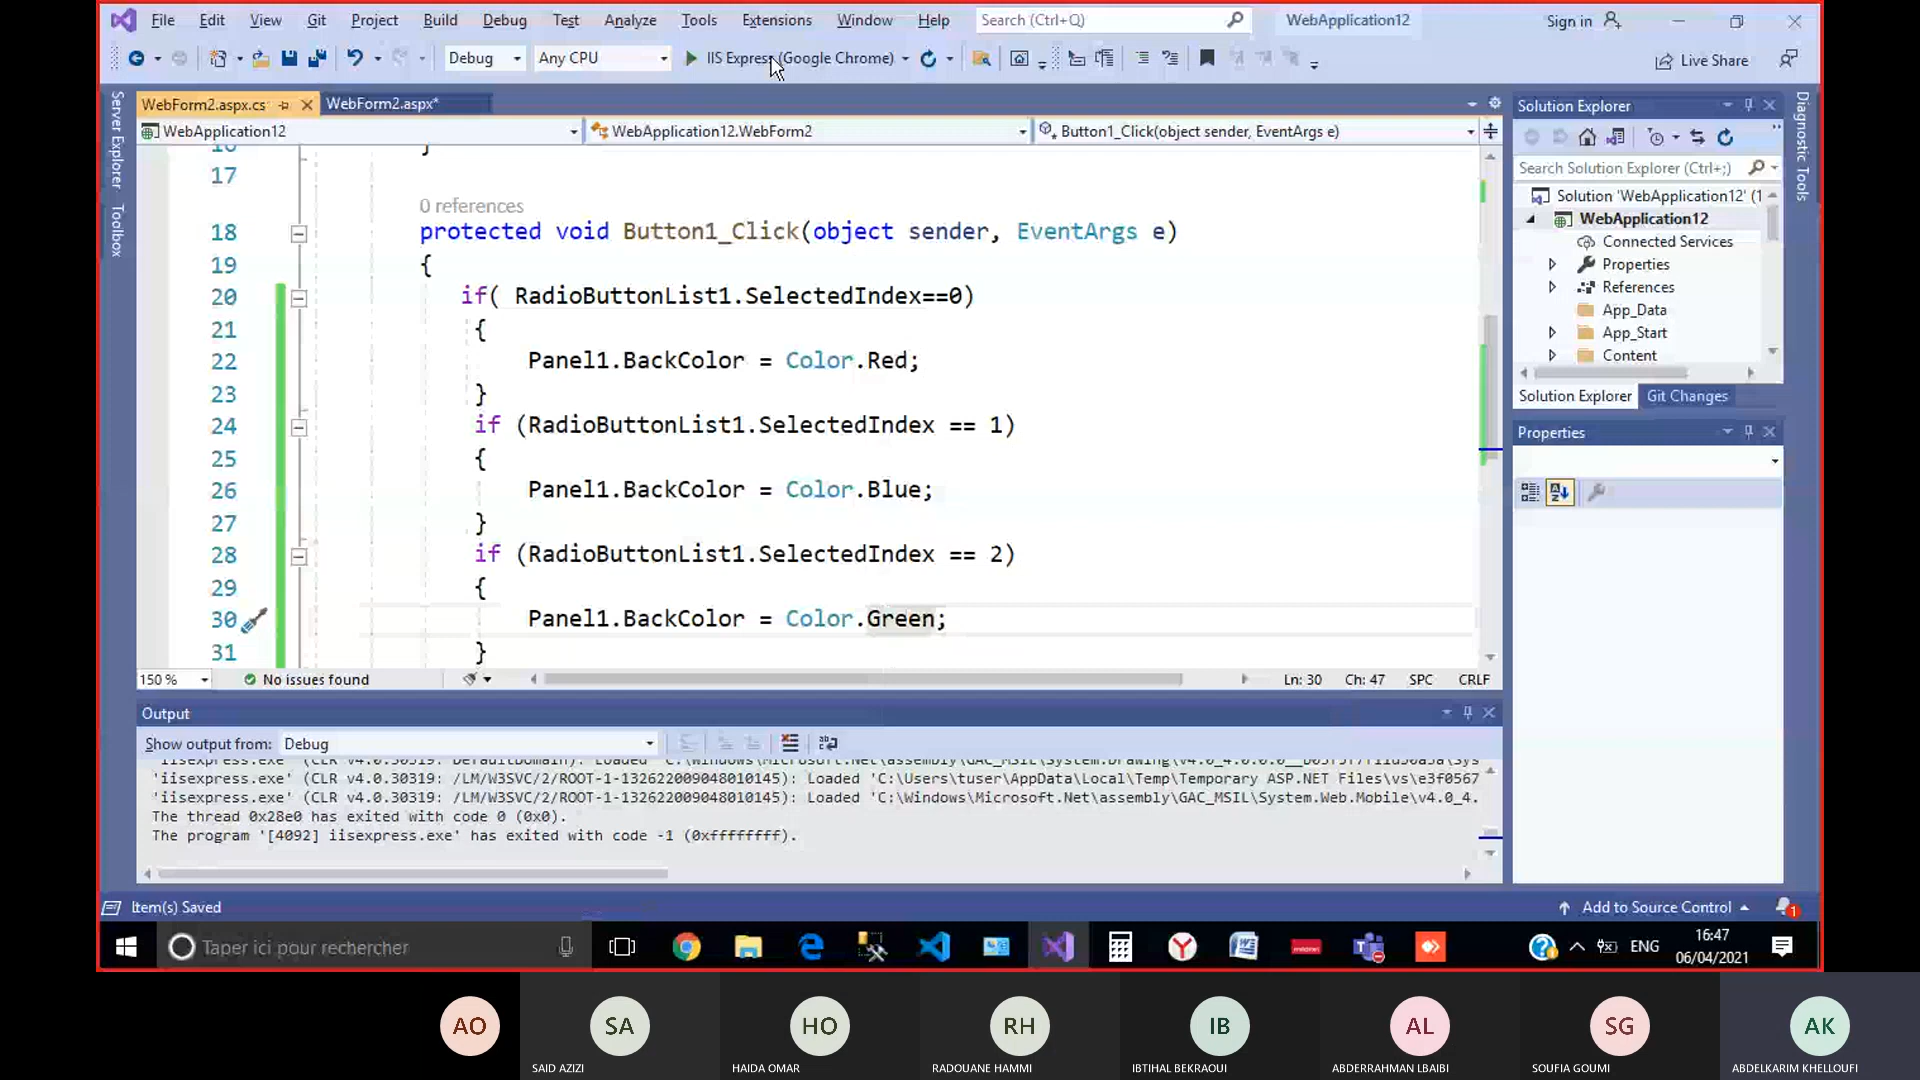 File Edit View Git Project Build Debug Test Analyze Tools Extensions Window Help Search (Ctrl+Q) WebApplication12 Sign in
Debug Any CPU IIS Express (Google Chrome) Live Share
WebForm2.aspx.cs WebForm2.aspx*
WebApplication12 WebApplication12.WebForm2 Button1_Click(object sender, EventArgs e)
Server Explorer
Toolbox
16 }
17
0 references
18 protected void Button1_Click(object sender, EventArgs e)
19 {
20 if( RadioButtonList1.SelectedIndex==0)
21 {
22 Panel1.BackColor = Color.Red;
23 }
24 if (RadioButtonList1.SelectedIndex == 1)
25 {
26 Panel1.BackColor = Color.Blue;
27 }
28 if (RadioButtonList1.SelectedIndex == 2)
29 {
30 Panel1.BackColor = Color.Green;
31 }
150 % No issues found Ln: 30 Ch: 47 SPC CRLF
Solution Explorer
Search Solution Explorer (Ctrl+;)
Solution 'WebApplication12' (1
WebApplication12
Connected Services
Properties
References
App_Data
App_Start
Content
Solution Explorer Git Changes
Properties
Diagnostic Tools
Output
Show output from: Debug
'iisexpress.exe' (CLR v4.0.30319: /LM/W3SVC/2/ROOT-1-132622009048010145): Loaded 'C:\Users\tuser\AppData\Local\Temp\Temporary ASP.NET Files\vs\e3f0567
'iisexpress.exe' (CLR v4.0.30319: /LM/W3SVC/2/ROOT-1-132622009048010145): Loaded 'C:\Windows\Microsoft.Net\assembly\GAC_MSIL\System.Web.Mobile\v4.0_4.
The thread 0x28e0 has exited with code 0 (0x0).
The program '[4092] iisexpress.exe' has exited with code -1 (0xffffffff).
Item(s) Saved Add to Source Control 1
Taper ici pour rechercher ENG 16:47
06/04/2021
AO SA HO RH IB AL SG AK
SAID AZIZI HAIDA OMAR RADOUANE HAMMI IBTIHAL BEKRAOUI ABDERRAHMAN LBAIBI SOUFIA GOUMI ABDELKARIM KHELLOUFI